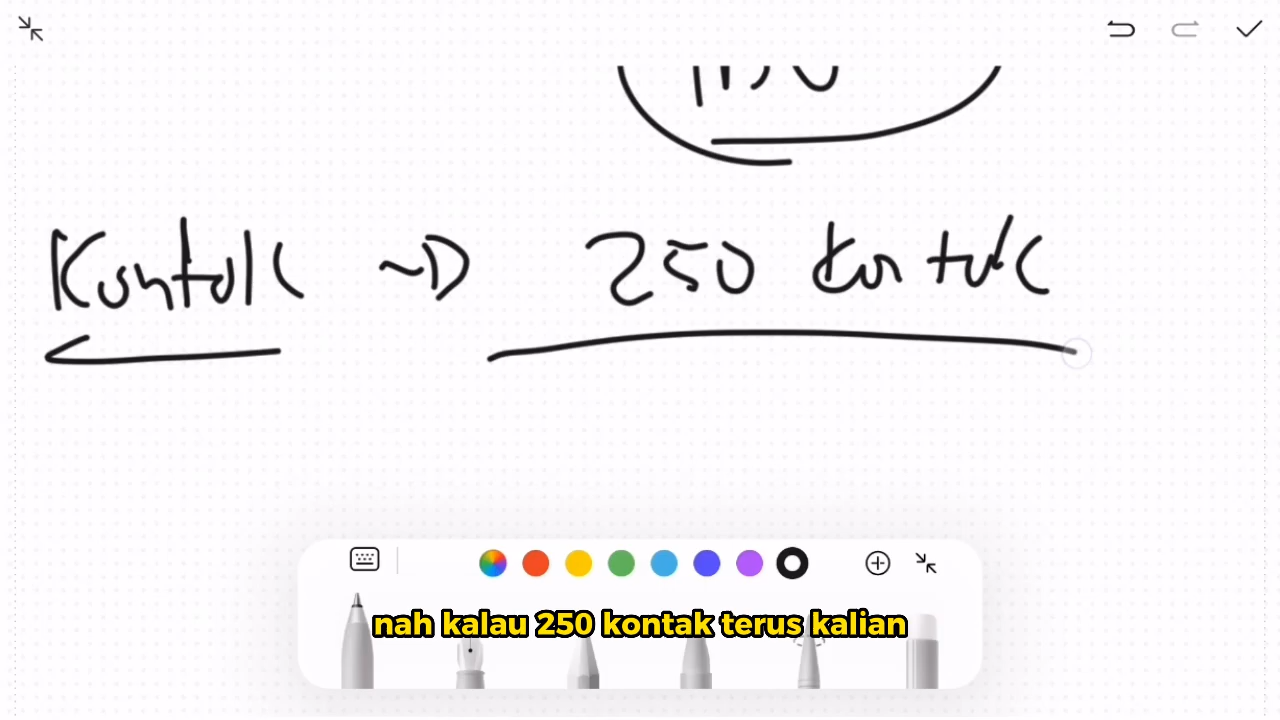 Kontak → 250 kontak
nah kalau 250 kontak terus kalian